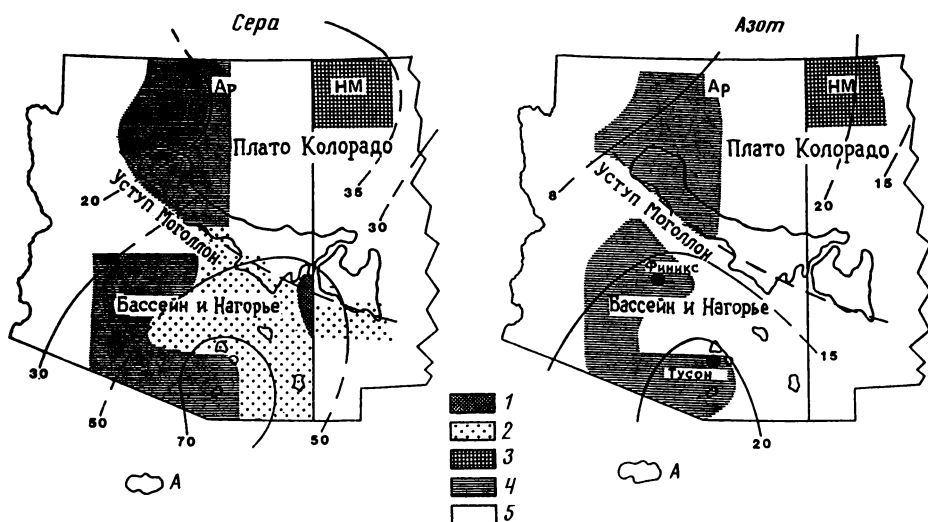 Сера
Ар
НМ
Плато Колорадо
Уступ Моголлон
20
35
30
Бассейн и Нагорье
30
50
70
50
А
Азот
Ар
НМ
Плато Колорадо
Уступ Моголлон
8
20
15
Финикс
Бассейн и Нагорье
15
Тусон
20
А
1
2
3
4
5